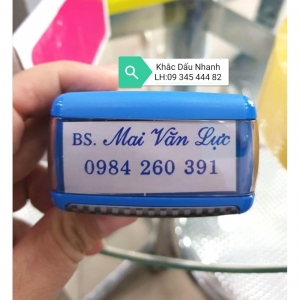 Khắc Dấu Nhanh
LH:09 345 444 82
BS. Mai Văn Lực
0984 260 391